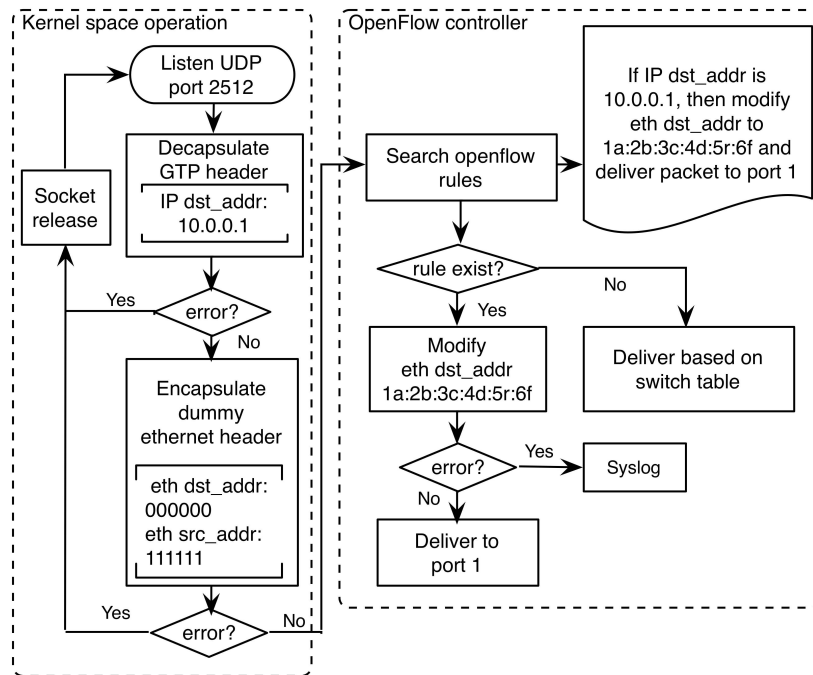 Kernel space operation
Listen UDP
port 2512
Decapsulate
GTP header
IP dst_addr:
10.0.0.1
Socket
release
Yes
error?
No
Encapsulate
dummy
ethernet header
eth dst_addr:
000000
eth src_addr:
111111
Yes
error?
No
OpenFlow controller
Search openflow
rules
If IP dst_addr is
10.0.0.1, then modify
eth dst_addr to
1a:2b:3c:4d:5r:6f and
deliver packet to port 1
rule exist?
No
Yes
Modify
eth dst_addr
1a:2b:3c:4d:5r:6f
Deliver based on
switch table
error?
Yes
Syslog
No
Deliver to
port 1